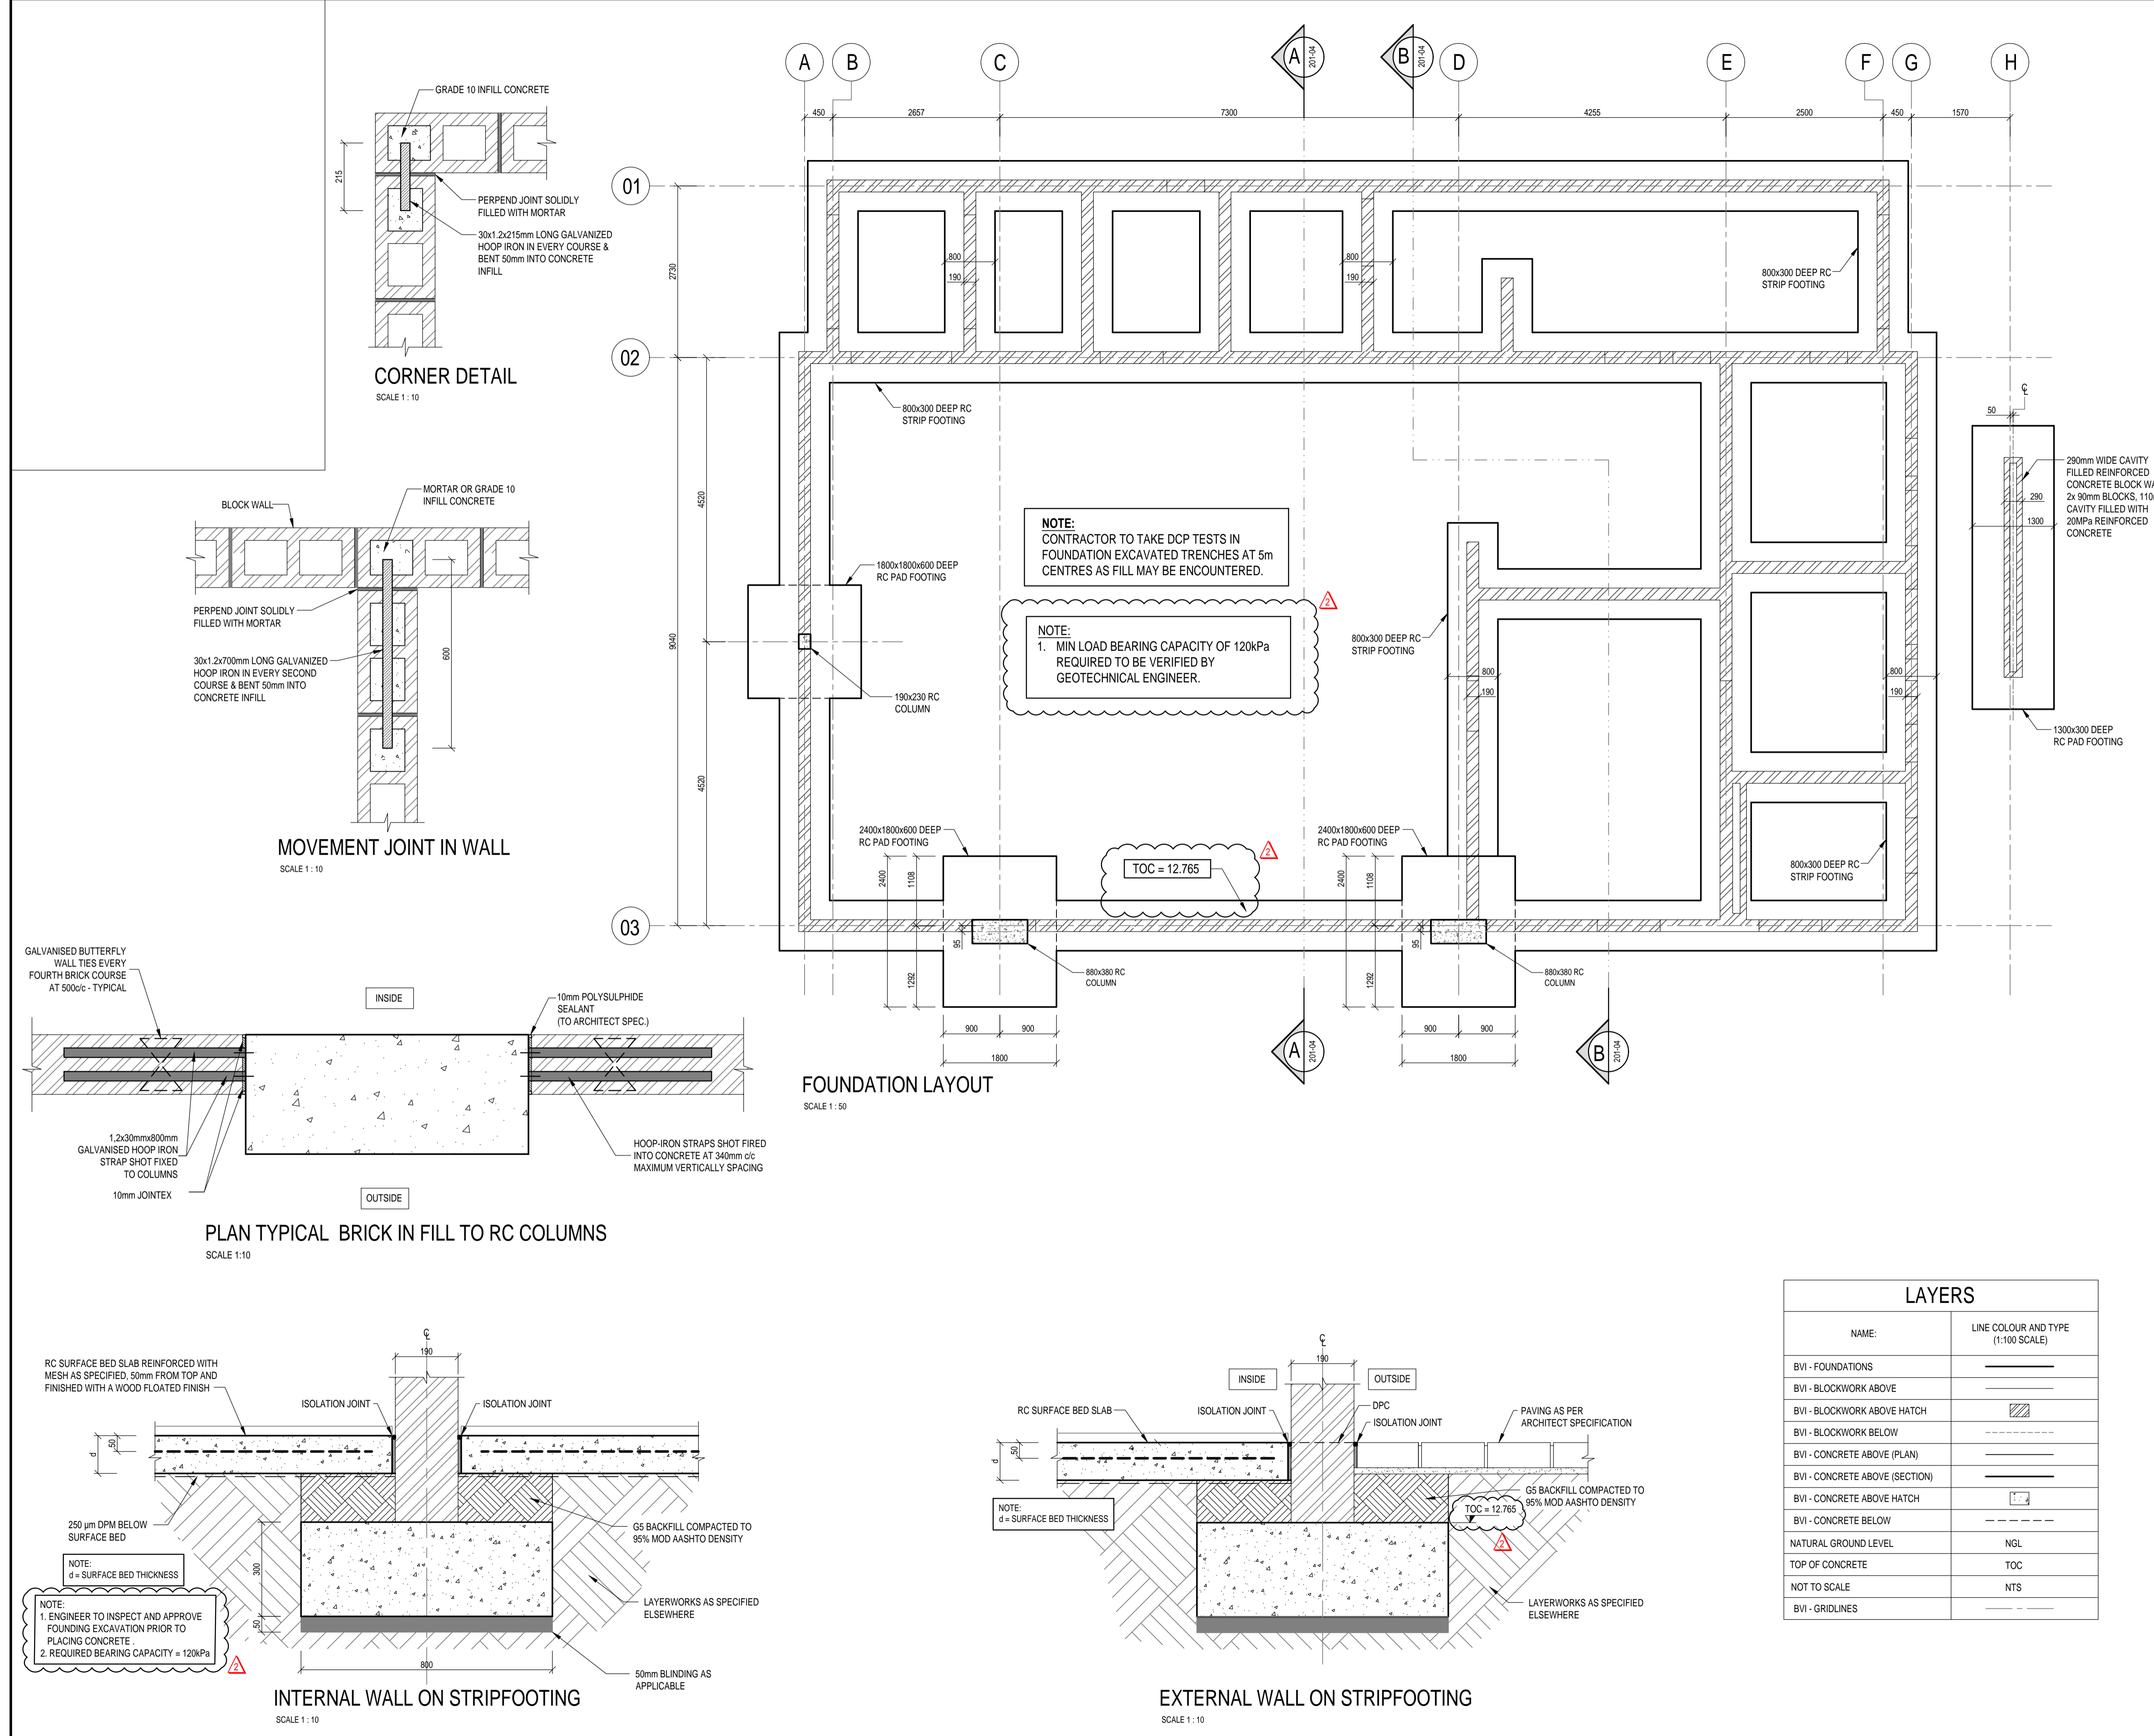 A
B
C
A
201-04
B
201-04
D
E
F
G
H
450
2657
7300
4255
2500
450
1570
01
02
03
2730
9040
4520
4520
GRADE 10 INFILL CONCRETE
215
PERPEND JOINT SOLIDLY
FILLED WITH MORTAR
30x1.2x215mm LONG GALVANIZED
HOOP IRON IN EVERY COURSE &
BENT 50mm INTO CONCRETE
INFILL
CORNER DETAIL
SCALE 1 : 10
BLOCK WALL
MORTAR OR GRADE 10
INFILL CONCRETE
PERPEND JOINT SOLIDLY
FILLED WITH MORTAR
30x1.2x700mm LONG GALVANIZED
HOOP IRON IN EVERY SECOND
COURSE & BENT 50mm INTO
CONCRETE INFILL
600
MOVEMENT JOINT IN WALL
SCALE 1 : 10
800
190
800
190
800x300 DEEP RC
STRIP FOOTING
800x300 DEEP RC
STRIP FOOTING
NOTE:
CONTRACTOR TO TAKE DCP TESTS IN
FOUNDATION EXCAVATED TRENCHES AT 5m
CENTRES AS FILL MAY BE ENCOUNTERED.
2
NOTE:
1. MIN LOAD BEARING CAPACITY OF 120kPa
REQUIRED TO BE VERIFIED BY
GEOTECHNICAL ENGINEER.
1800x1800x600 DEEP
RC PAD FOOTING
190x230 RC
COLUMN
800x300 DEEP RC
STRIP FOOTING
800
190
800
190
℄
50
290mm WIDE CAVITY
FILLED REINFORCED
CONCRETE BLOCK
2x 90mm BLOCKS,
CAVITY FILLED WITH
20MPa REINFORCED
CONCRETE
290
1300
1300x300 DEEP
RC PAD FOOTING
2400x1800x600 DEEP
RC PAD FOOTING
2400
1108
1292
95
880x380 RC
COLUMN
900
900
1800
TOC = 12.765
2
2400x1800x600 DEEP
RC PAD FOOTING
2400
1108
1292
95
880x380 RC
COLUMN
900
900
1800
800x300 DEEP RC
STRIP FOOTING
A
201-04
B
201-04
FOUNDATION LAYOUT
SCALE 1 : 50
GALVANISED BUTTERFLY
WALL TIES EVERY
FOURTH BRICK COURSE
AT 500c/c - TYPICAL
INSIDE
10mm POLYSULPHIDE
SEALANT
(TO ARCHITECT SPEC.)
1,2x30mmx800mm
GALVANISED HOOP IRON
STRAP SHOT FIXED
TO COLUMNS
10mm JOINTEX
HOOP-IRON STRAPS SHOT FIRED
INTO CONCRETE AT 340mm c/c
MAXIMUM VERTICALLY SPACING
OUTSIDE
PLAN TYPICAL BRICK IN FILL TO RC COLUMNS
SCALE 1:10
℄
190
RC SURFACE BED SLAB REINFORCED WITH
MESH AS SPECIFIED, 50mm FROM TOP AND
FINISHED WITH A WOOD FLOATED FINISH
ISOLATION JOINT
ISOLATION JOINT
d
50
250 µm DPM BELOW
SURFACE BED
G5 BACKFILL COMPACTED TO
95% MOD AASHTO DENSITY
NOTE:
d = SURFACE BED THICKNESS
300
NOTE:
1. ENGINEER TO INSPECT AND APPROVE
FOUNDING EXCAVATION PRIOR TO
PLACING CONCRETE .
2. REQUIRED BEARING CAPACITY = 120kPa
2
50
LAYERWORKS AS SPECIFIED
ELSEWHERE
800
50mm BLINDING AS
APPLICABLE
INTERNAL WALL ON STRIPFOOTING
SCALE 1 : 10
℄
190
INSIDE
OUTSIDE
RC SURFACE BED SLAB
ISOLATION JOINT
DPC
ISOLATION JOINT
PAVING AS PER
ARCHITECT SPECIFICATION
d
50
NOTE:
d = SURFACE BED THICKNESS
G5 BACKFILL COMPACTED TO
95% MOD AASHTO DENSITY
TOC = 12.765
2
LAYERWORKS AS SPECIFIED
ELSEWHERE
EXTERNAL WALL ON STRIPFOOTING
SCALE 1 : 10
LAYERS
NAME:
LINE COLOUR AND TYPE
(1:100 SCALE)
BVI - FOUNDATIONS
BVI - BLOCKWORK ABOVE
BVI - BLOCKWORK ABOVE HATCH
BVI - BLOCKWORK BELOW
BVI - CONCRETE ABOVE (PLAN)
BVI - CONCRETE ABOVE (SECTION)
BVI - CONCRETE ABOVE HATCH
BVI - CONCRETE BELOW
NATURAL GROUND LEVEL NGL
TOP OF CONCRETE TOC
NOT TO SCALE NTS
BVI - GRIDLINES